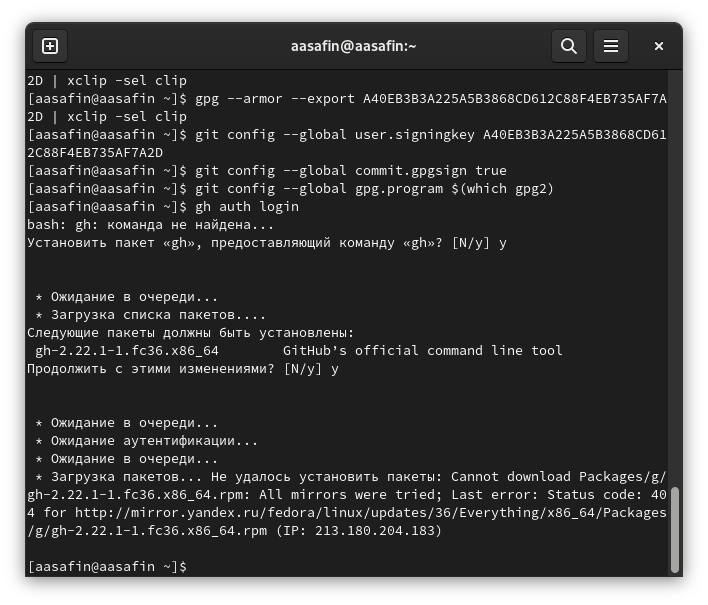 aasafin@aasafin:~
2D | xclip -sel clip
[aasafin@aasafin ~]$ gpg --armor --export A40EB3B3A225A5B3868CD612C88F4EB735AF7A
2D | xclip -sel clip
[aasafin@aasafin ~]$ git config --global user.signingkey A40EB3B3A225A5B3868CD61
2C88F4EB735AF7A2D
[aasafin@aasafin ~]$ git config --global commit.gpgsign true
[aasafin@aasafin ~]$ git config --global gpg.program $(which gpg2)
[aasafin@aasafin ~]$ gh auth login
bash: gh: команда не найдена...
Установить пакет «gh», предоставляющий команду «gh»? [N/y] y
* Ожидание в очереди...
* Загрузка списка пакетов....
Следующие пакеты должны быть установлены:
gh-2.22.1-1.fc36.x86_64 GitHub's official command line tool
Продолжить с этими изменениями? [N/y] y
* Ожидание в очереди...
* Ожидание аутентификации...
* Ожидание в очереди...
* Загрузка пакетов... Не удалось установить пакеты: Cannot download Packages/g/
gh-2.22.1-1.fc36.x86_64.rpm: All mirrors were tried; Last error: Status code: 40
4 for http://mirror.yandex.ru/fedora/linux/updates/36/Everything/x86_64/Packages
/g/gh-2.22.1-1.fc36.x86_64.rpm (IP: 213.180.204.183)
[aasafin@aasafin ~]$